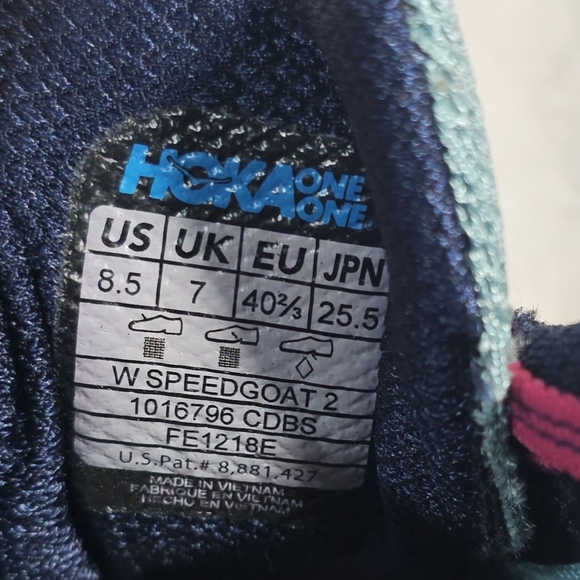 HOKA ONE ONE
US UK EU JPN
8.5 7 40⅔ 25.5
W SPEEDGOAT 2
1016796 CDBS
FE1218E
U.S.Pat.# 8,881,427
MADE IN VIETNAM
FABRIQUE EN VIETNAM
HECHO EN VIETNAM